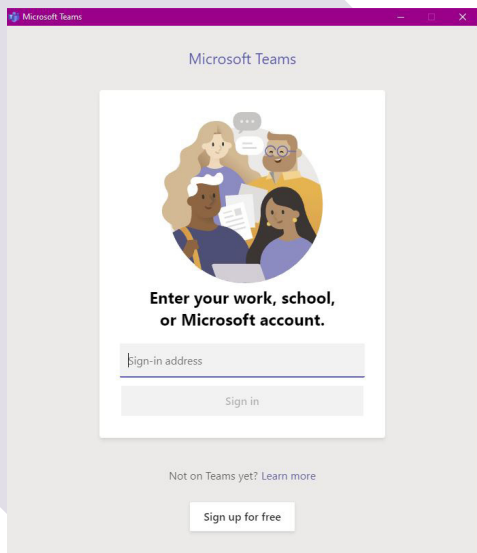 Microsoft Teams
Microsoft Teams
Enter your work, school,
or Microsoft account.
Sign-in address
Sign in
Not on Teams yet? Learn more
Sign up for free